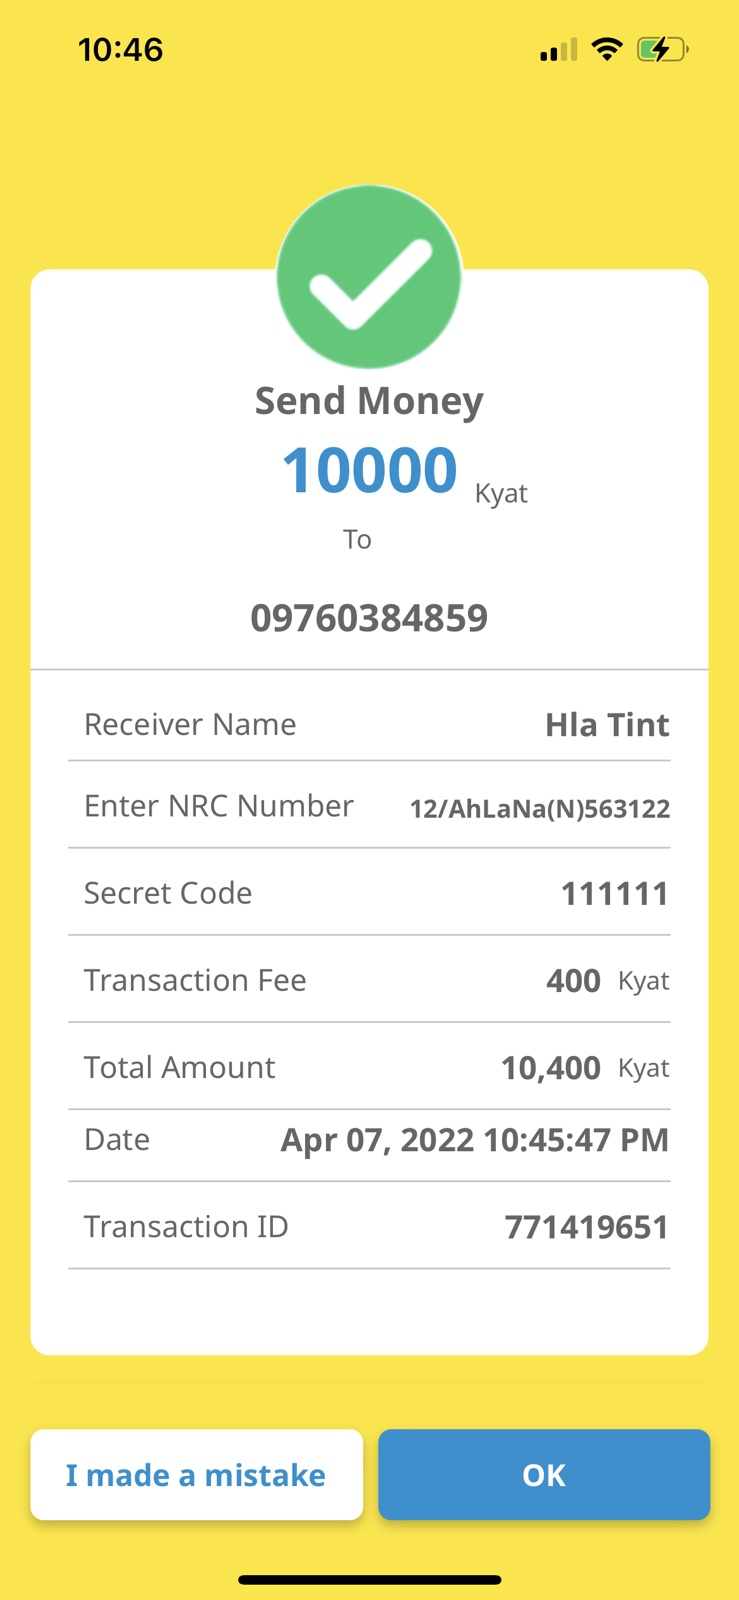 10:46
Send Money
10000 Kyat
To
09760384859
Receiver Name Hla Tint
Enter NRC Number 12/AhLaNa(N)563122
Secret Code 111111
Transaction Fee 400 Kyat
Total Amount 10,400 Kyat
Date Apr 07, 2022 10:45:47 PM
Transaction ID 771419651
I made a mistake OK